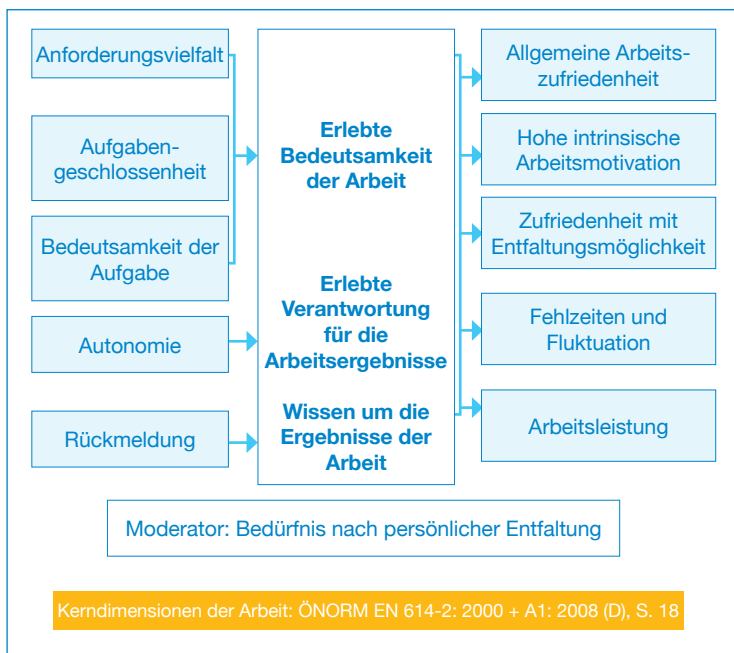 Anforderungsvielfalt
Aufgaben-
geschlossenheit
Bedeutsamkeit der
Aufgabe
Autonomie
Rückmeldung
Erlebte
Bedeutsamkeit
der Arbeit
Erlebte
Verantwortung
für die
Arbeitsergebnisse
Wissen um die
Ergebnisse der
Arbeit
Allgemeine Arbeits-
zufriedenheit
Hohe intrinsische
Arbeitsmotivation
Zufriedenheit mit
Entfaltungsmöglichkeit
Fehlzeiten und
Fluktuation
Arbeitsleistung
Moderator: Bedürfnis nach persönlicher Entfaltung
Kerndimensionen der Arbeit: ÖNORM EN 614-2: 2000 + A1: 2008 (D), S. 18